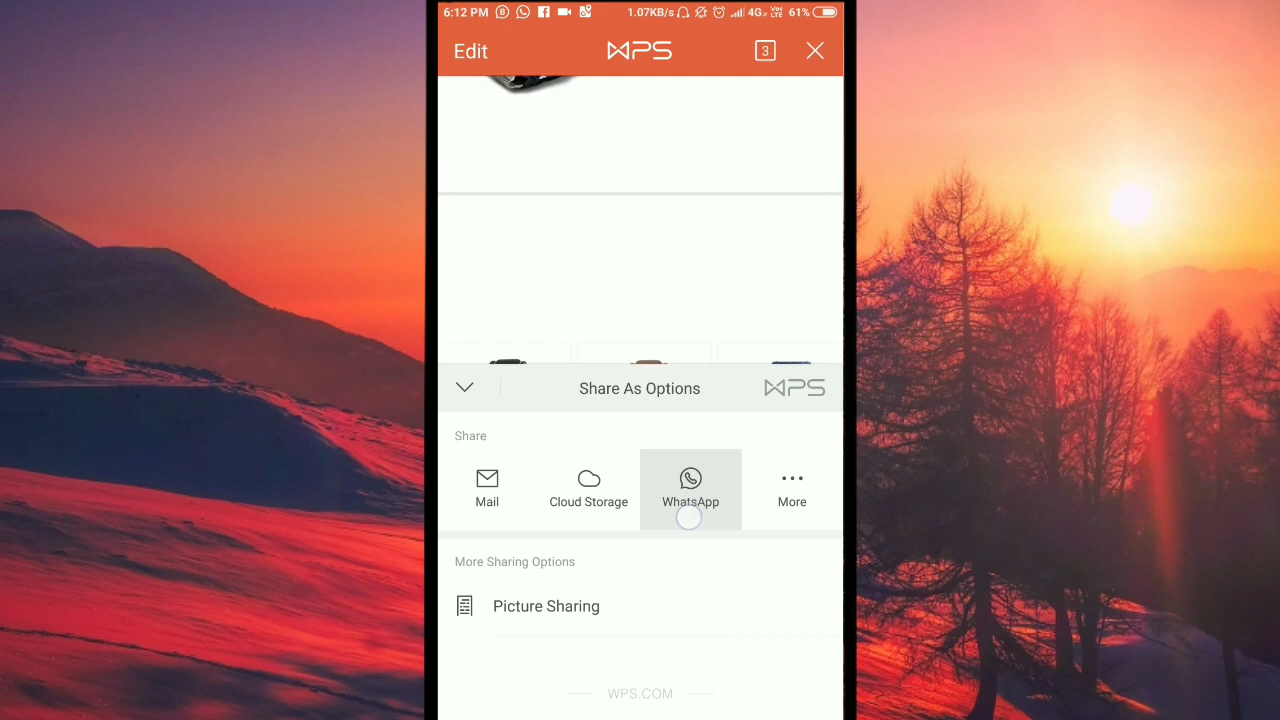 6:12 PM 1.07KB/s 4G VoLTE 61%
Edit WPS 3
Share As Options WPS
Share
Mail Cloud Storage WhatsApp More
More Sharing Options
Picture Sharing
WPS.COM